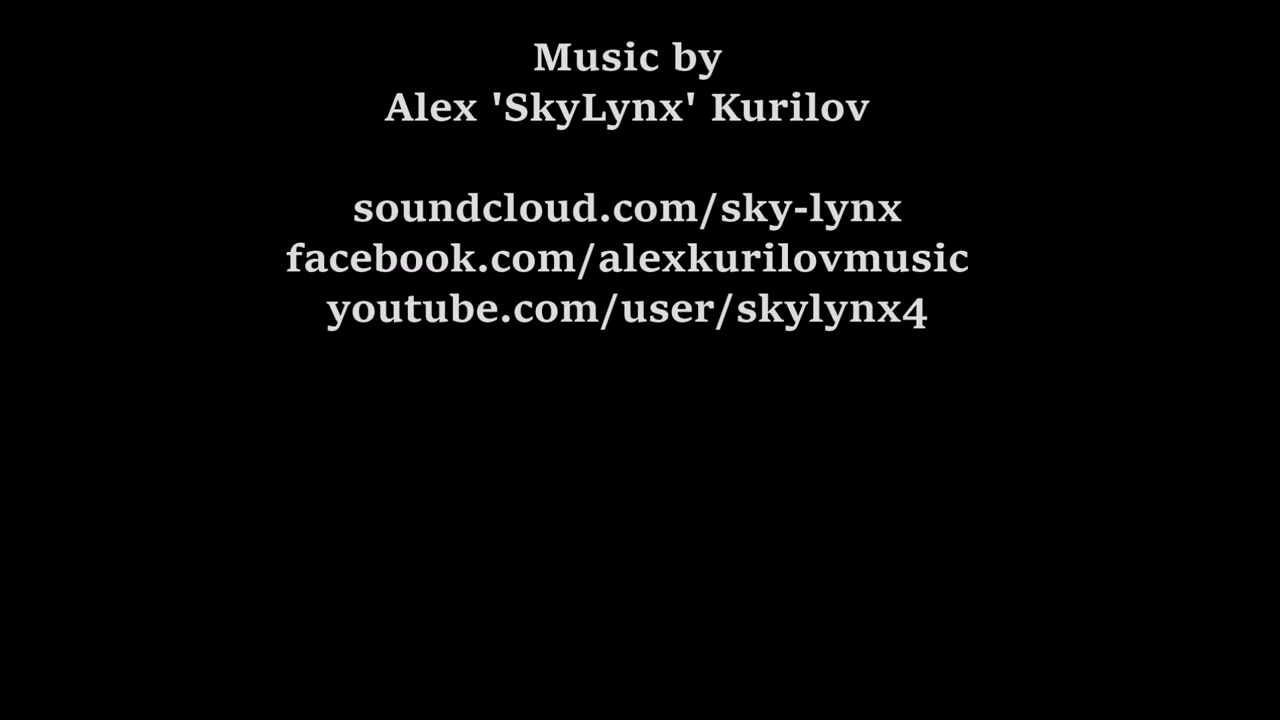 Music by
Alex 'SkyLynx' Kurilov
soundcloud.com/sky-lynx
facebook.com/alexkurilovmusic
youtube.com/user/skylynx4